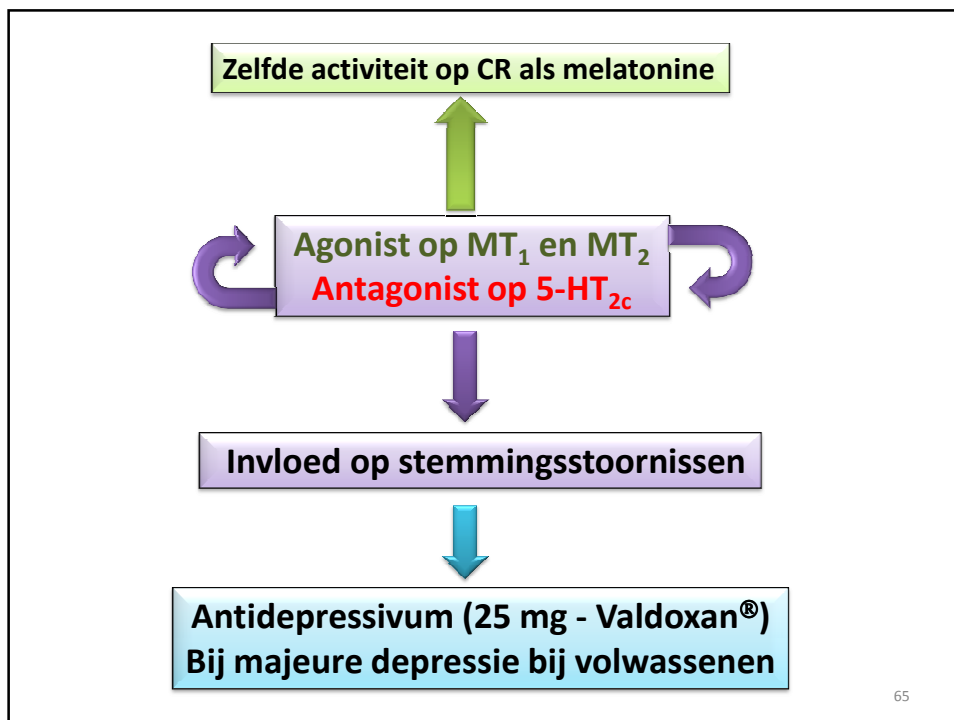 Zelfde activiteit op CR als melatonine
Agonist op MT₁ en MT₂
Antagonist op 5-HT₂c
Invloed op stemmingsstoornissen
Antidepressivum (25 mg - Valdoxan®)
Bij majeure depressie bij volwassenen
65